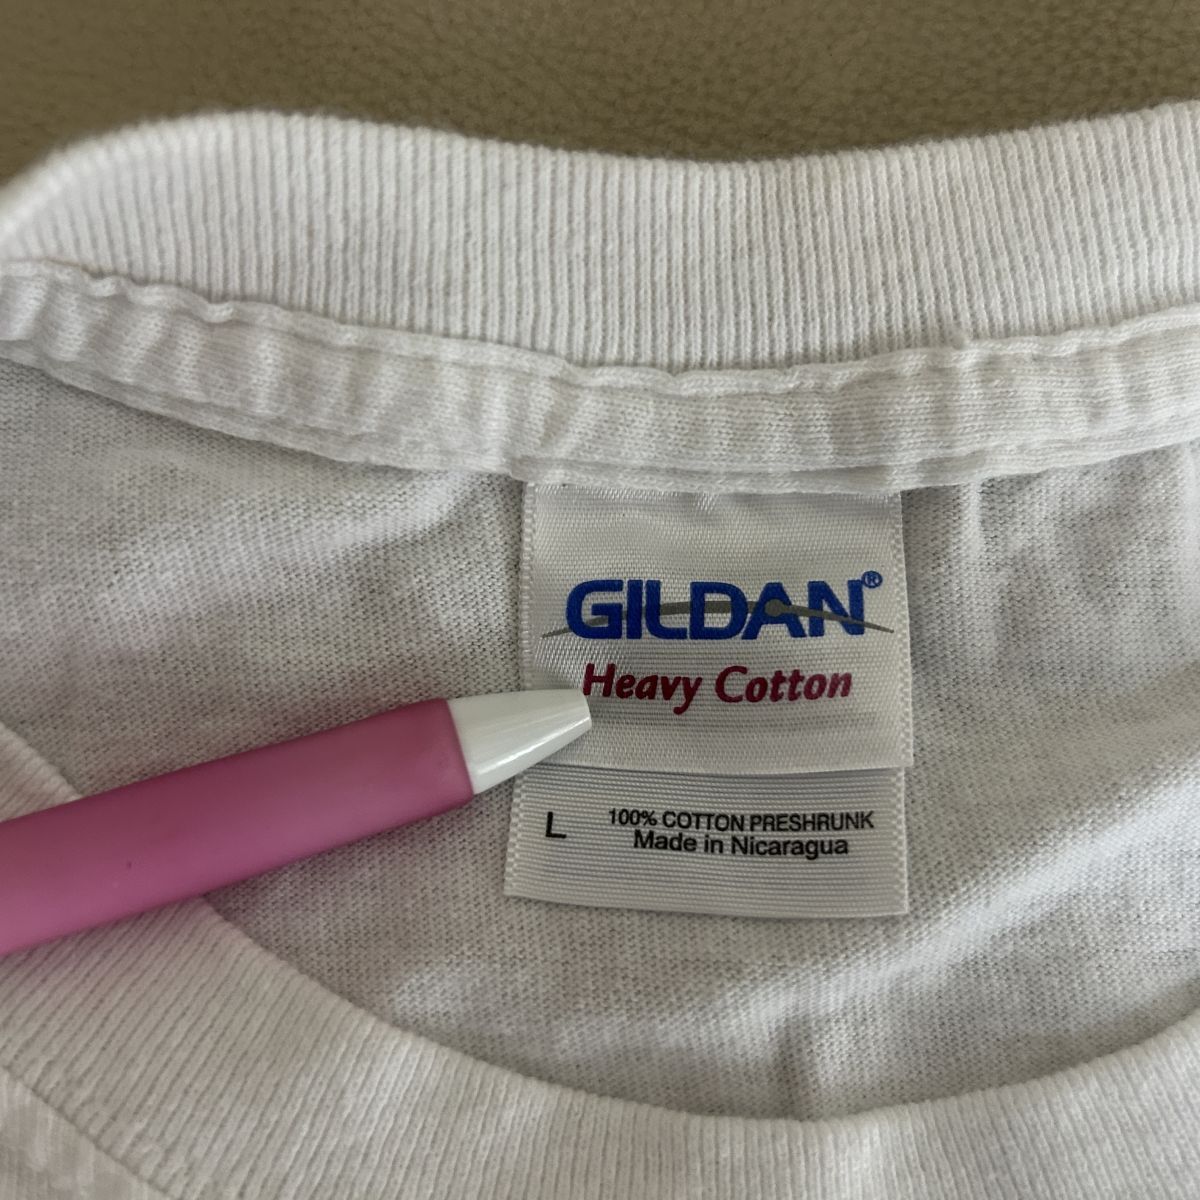 GILDAN®
Heavy Cotton
L 100% COTTON PRESHRUNK
Made in Nicaragua